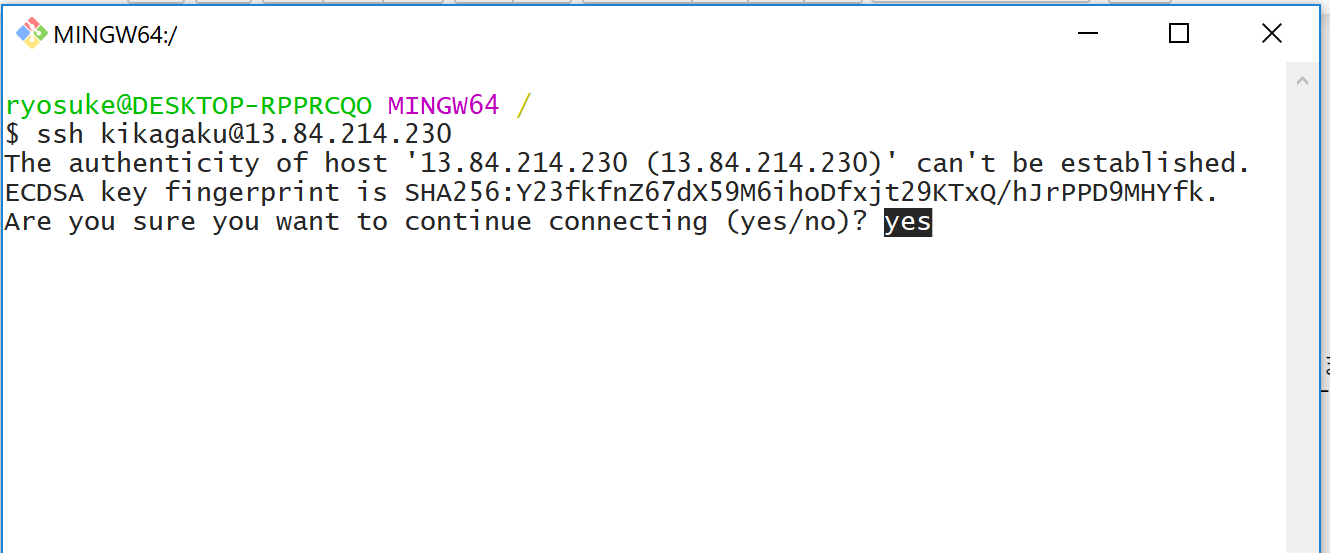 MINGW64:/
ryosuke@DESKTOP-RPPRCQO MINGW64 /
$ ssh kikagaku@13.84.214.230
The authenticity of host '13.84.214.230 (13.84.214.230)' can't be established.
ECDSA key fingerprint is SHA256:Y23fkfnZ67dX59M6ihoDfxjt29KTxQ/hJrPPD9MHYfk.
Are you sure you want to continue connecting (yes/no)? yes